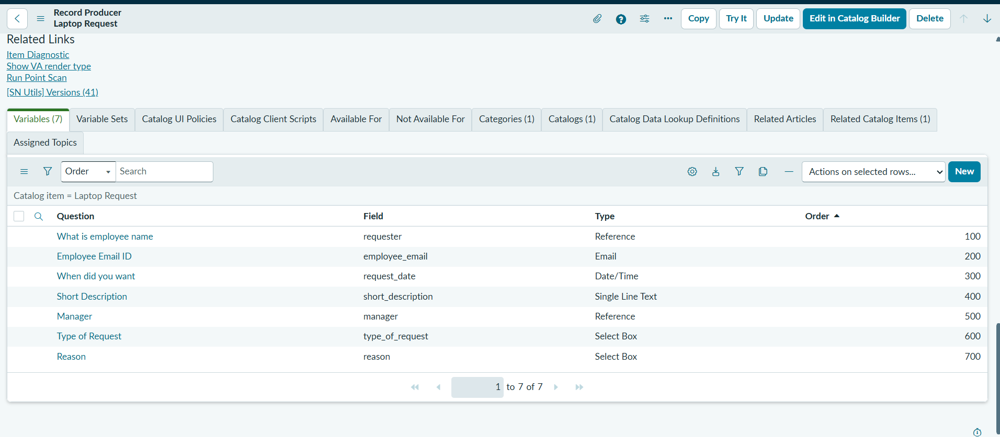 Record Producer
Laptop Request
Copy Try It Update Edit in Catalog Builder Delete
Related Links
Item Diagnostic
Show VA render type
Run Point Scan
[SN Utils] Versions (41)
Variables (7) Variable Sets Catalog UI Policies Catalog Client Scripts Available For Not Available For Categories (1) Catalogs (1) Catalog Data Lookup Definitions Related Articles Related Catalog Items (1)
Assigned Topics
Order Search Actions on selected rows... New
Catalog item = Laptop Request
Question Field Type Order
What is employee name requester Reference 100
Employee Email ID employee_email Email 200
When did you want request_date Date/Time 300
Short Description short_description Single Line Text 400
Manager manager Reference 500
Type of Request type_of_request Select Box 600
Reason reason Select Box 700
1 to 7 of 7